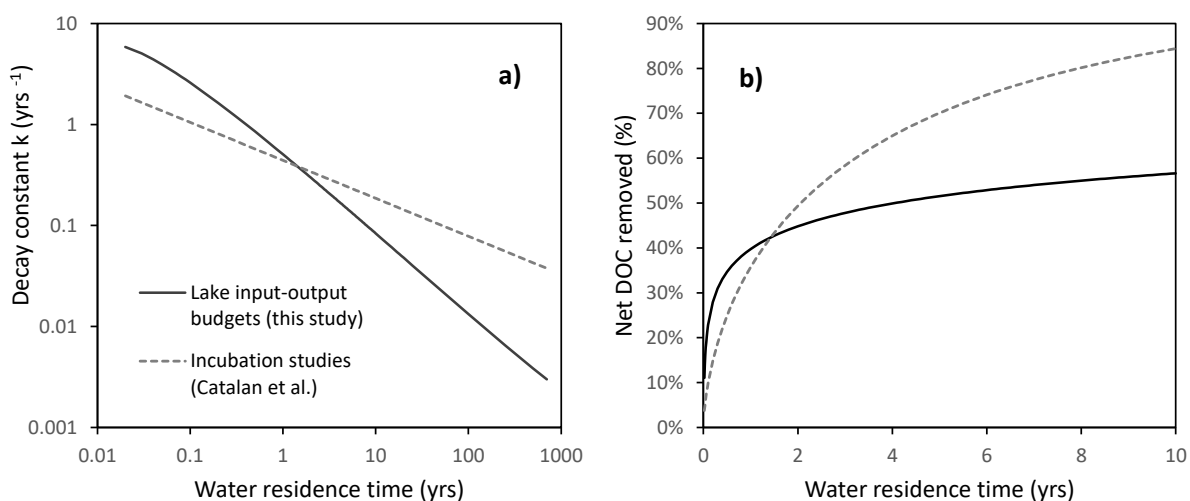 a)
Decay constant k (yrs -1)
10
1
0.1
0.01
0.001
Lake input-output
budgets (this study)
Incubation studies
(Catalan et al.)
0.01 0.1 1 10 100 1000
Water residence time (yrs)
b)
Net DOC removed (%)
90%
80%
70%
60%
50%
40%
30%
20%
10%
0%
0 2 4 6 8 10
Water residence time (yrs)